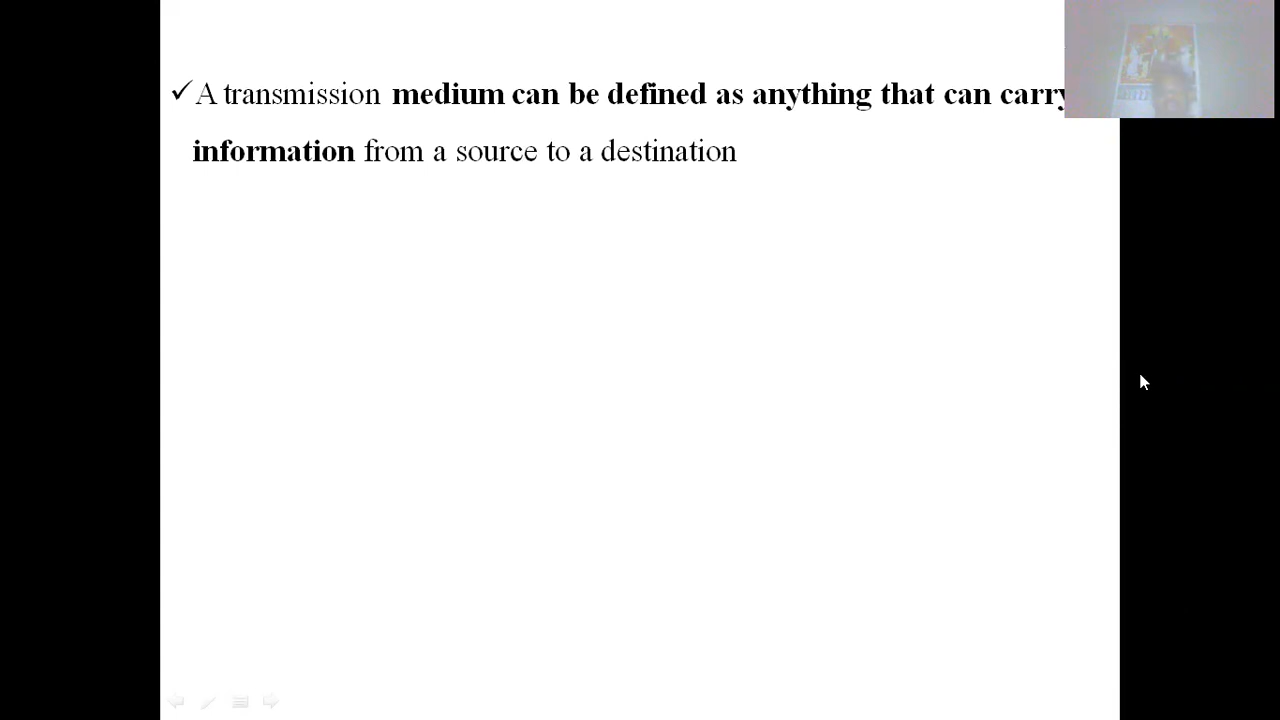 ✓A transmission medium can be defined as anything that can carry
information from a source to a destination